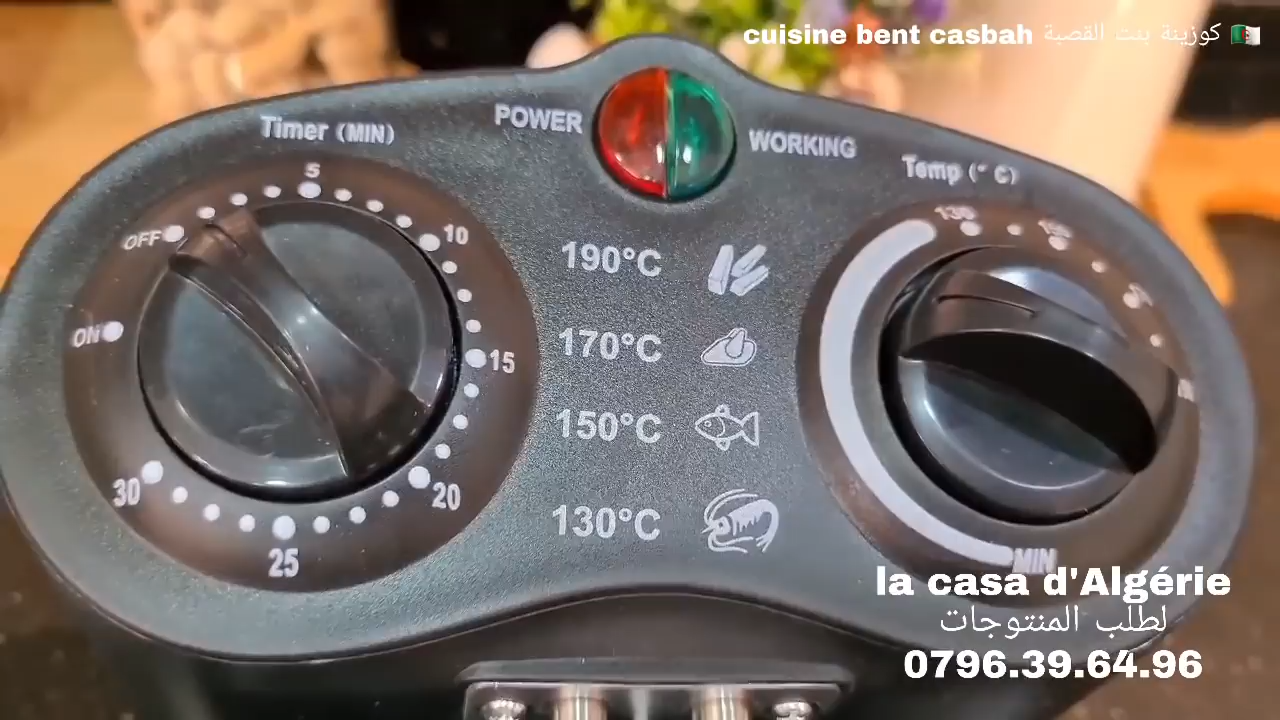 cuisine bent casbah كوزينة بنت القصبة
Timer (MIN)
POWER
WORKING
Temp (° C)
OFF
ON
5
10
15
20
25
30
190°C
170°C
150°C
130°C
130
MIN
la casa d'Algérie
لطلب المنتوجات
0796.39.64.96